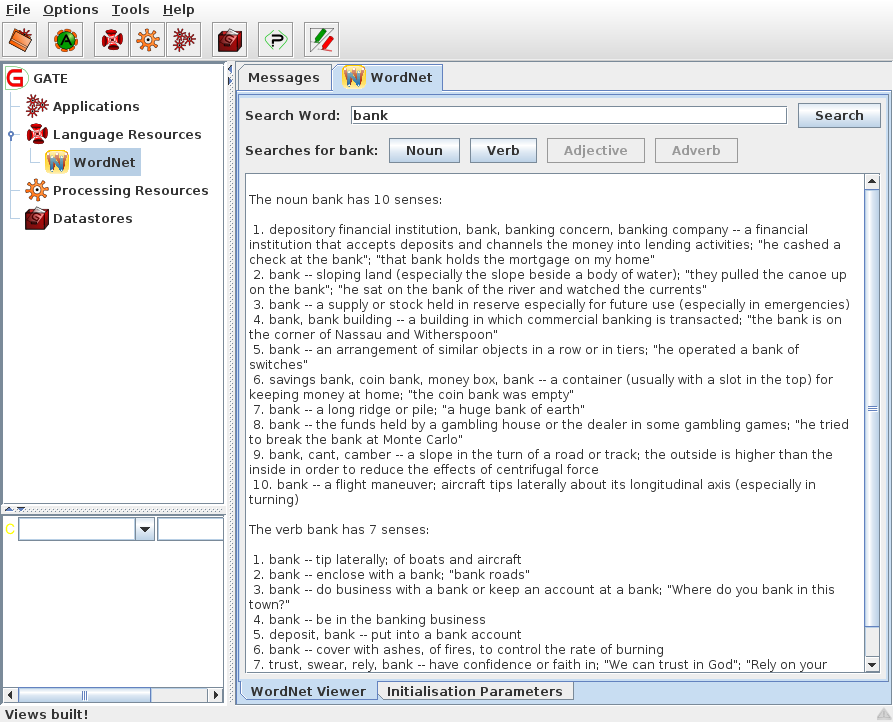 File Options Tools Help
GATE
Applications
Language Resources
WordNet
Processing Resources
Datastores
C
Messages WordNet
Search Word: bank Search
Searches for bank: Noun Verb Adjective Adverb
The noun bank has 10 senses:
1. depository financial institution, bank, banking concern, banking company -- a financial
institution that accepts deposits and channels the money into lending activities; "he cashed a
check at the bank"; "that bank holds the mortgage on my home"
2. bank -- sloping land (especially the slope beside a body of water); "they pulled the canoe up
on the bank"; "he sat on the bank of the river and watched the currents"
3. bank -- a supply or stock held in reserve especially for future use (especially in emergencies)
4. bank, bank building -- a building in which commercial banking is transacted; "the bank is on
the corner of Nassau and Witherspoon"
5. bank -- an arrangement of similar objects in a row or in tiers; "he operated a bank of
switches"
6. savings bank, coin bank, money box, bank -- a container (usually with a slot in the top) for
keeping money at home; "the coin bank was empty"
7. bank -- a long ridge or pile; "a huge bank of earth"
8. bank -- the funds held by a gambling house or the dealer in some gambling games; "he tried
to break the bank at Monte Carlo"
9. bank, cant, camber -- a slope in the turn of a road or track; the outside is higher than the
inside in order to reduce the effects of centrifugal force
10. bank -- a flight maneuver; aircraft tips laterally about its longitudinal axis (especially in
turning)
The verb bank has 7 senses:
1. bank -- tip laterally; of boats and aircraft
2. bank -- enclose with a bank; "bank roads"
3. bank -- do business with a bank or keep an account at a bank; "Where do you bank in this
town?"
4. bank -- be in the banking business
5. deposit, bank -- put into a bank account
6. bank -- cover with ashes, of fires, to control the rate of burning
7. trust, swear, rely, bank -- have confidence or faith in; "We can trust in God"; "Rely on your
WordNet Viewer Initialisation Parameters
Views built!